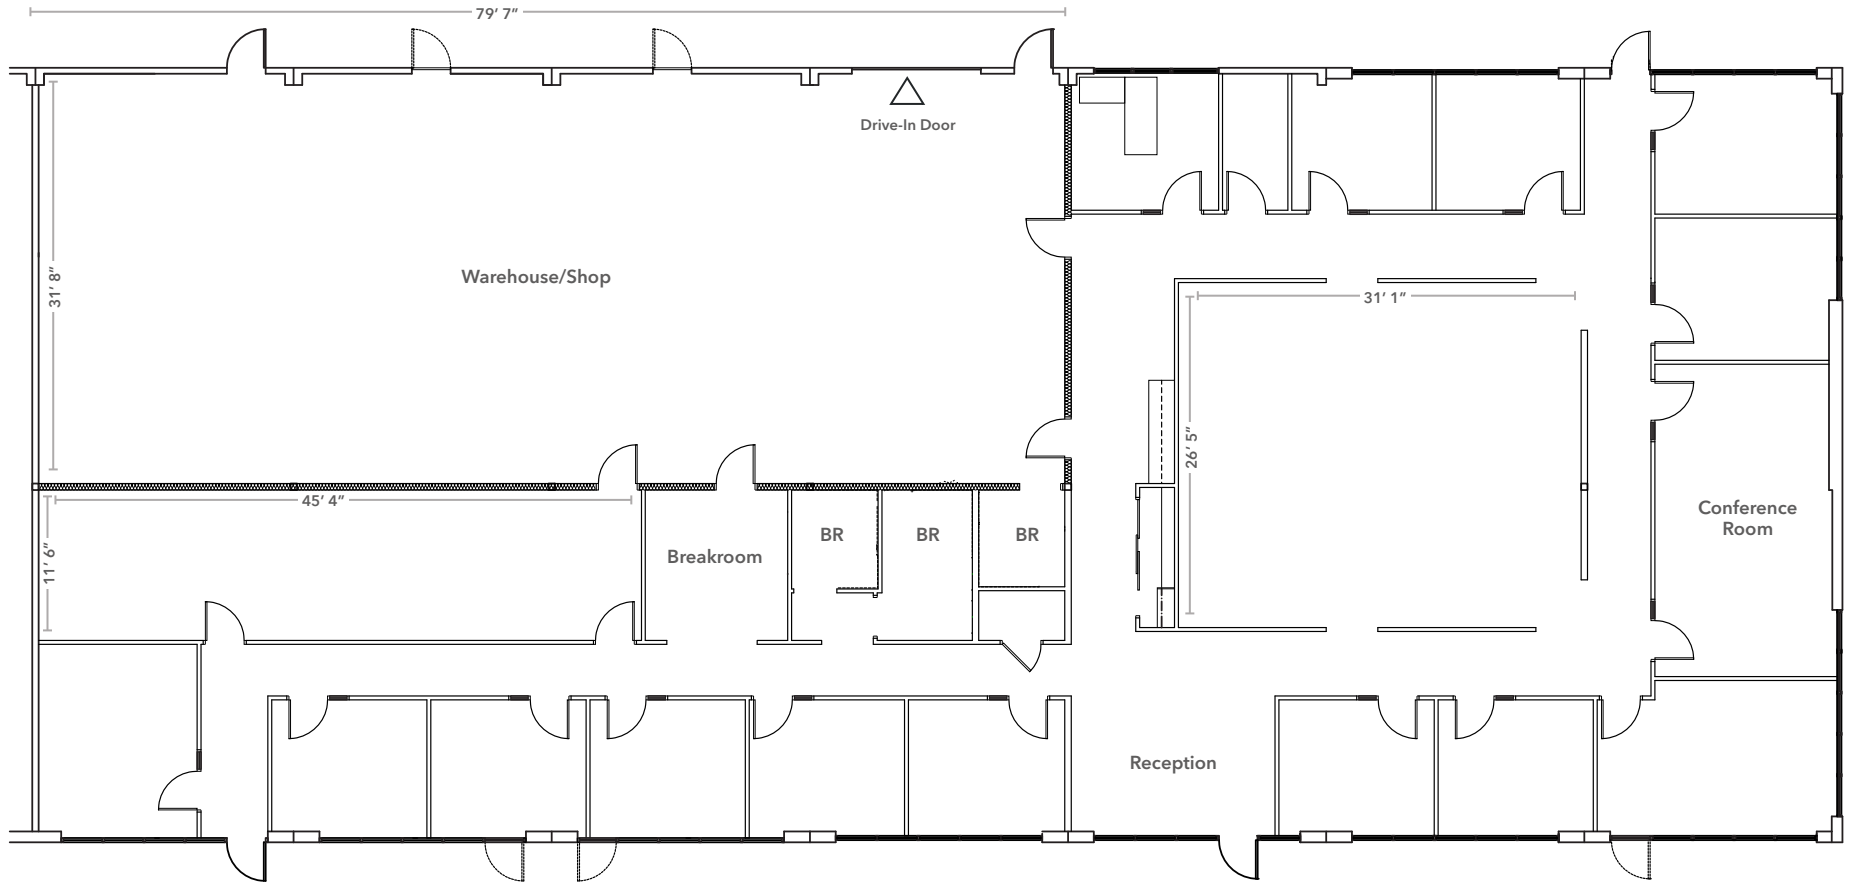 79’ 7”
Drive-In Door
31’ 8”
Warehouse/Shop
31’ 1”
26’ 5”
45’ 4”
11’ 6”
BR
BR
BR
Breakroom
Conference
Room
Reception